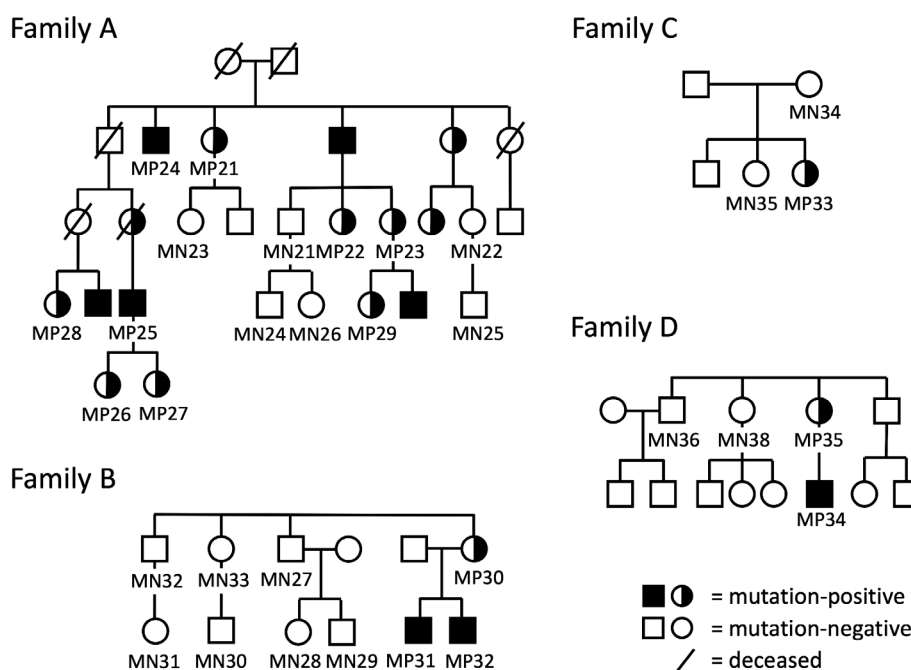 Family A
MP24 MP21
MN23 MN21 MP22 MP23 MN22
MP28 MP25 MN24 MN26 MP29 MN25
MP26 MP27
Family B
MN32 MN33 MN27 MP30
MN31 MN30 MN28 MN29 MP31 MP32
Family C
MN34
MN35 MP33
Family D
MN36 MN38 MP35
MP34
= mutation-positive
= mutation-negative
= deceased